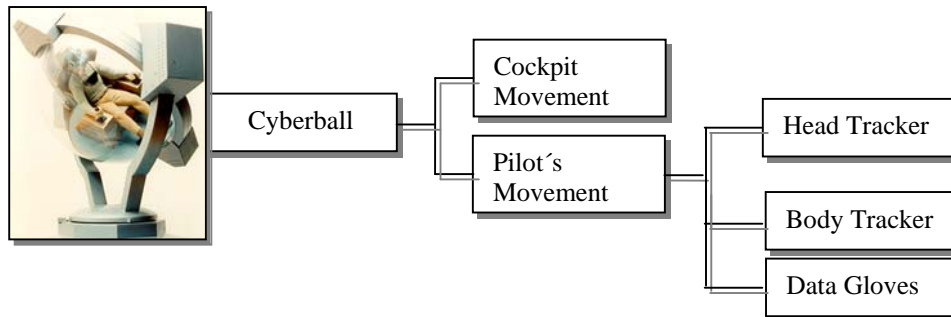 Cyberball
Cockpit
Movement
Pilot´s
Movement
Head Tracker
Body Tracker
Data Gloves